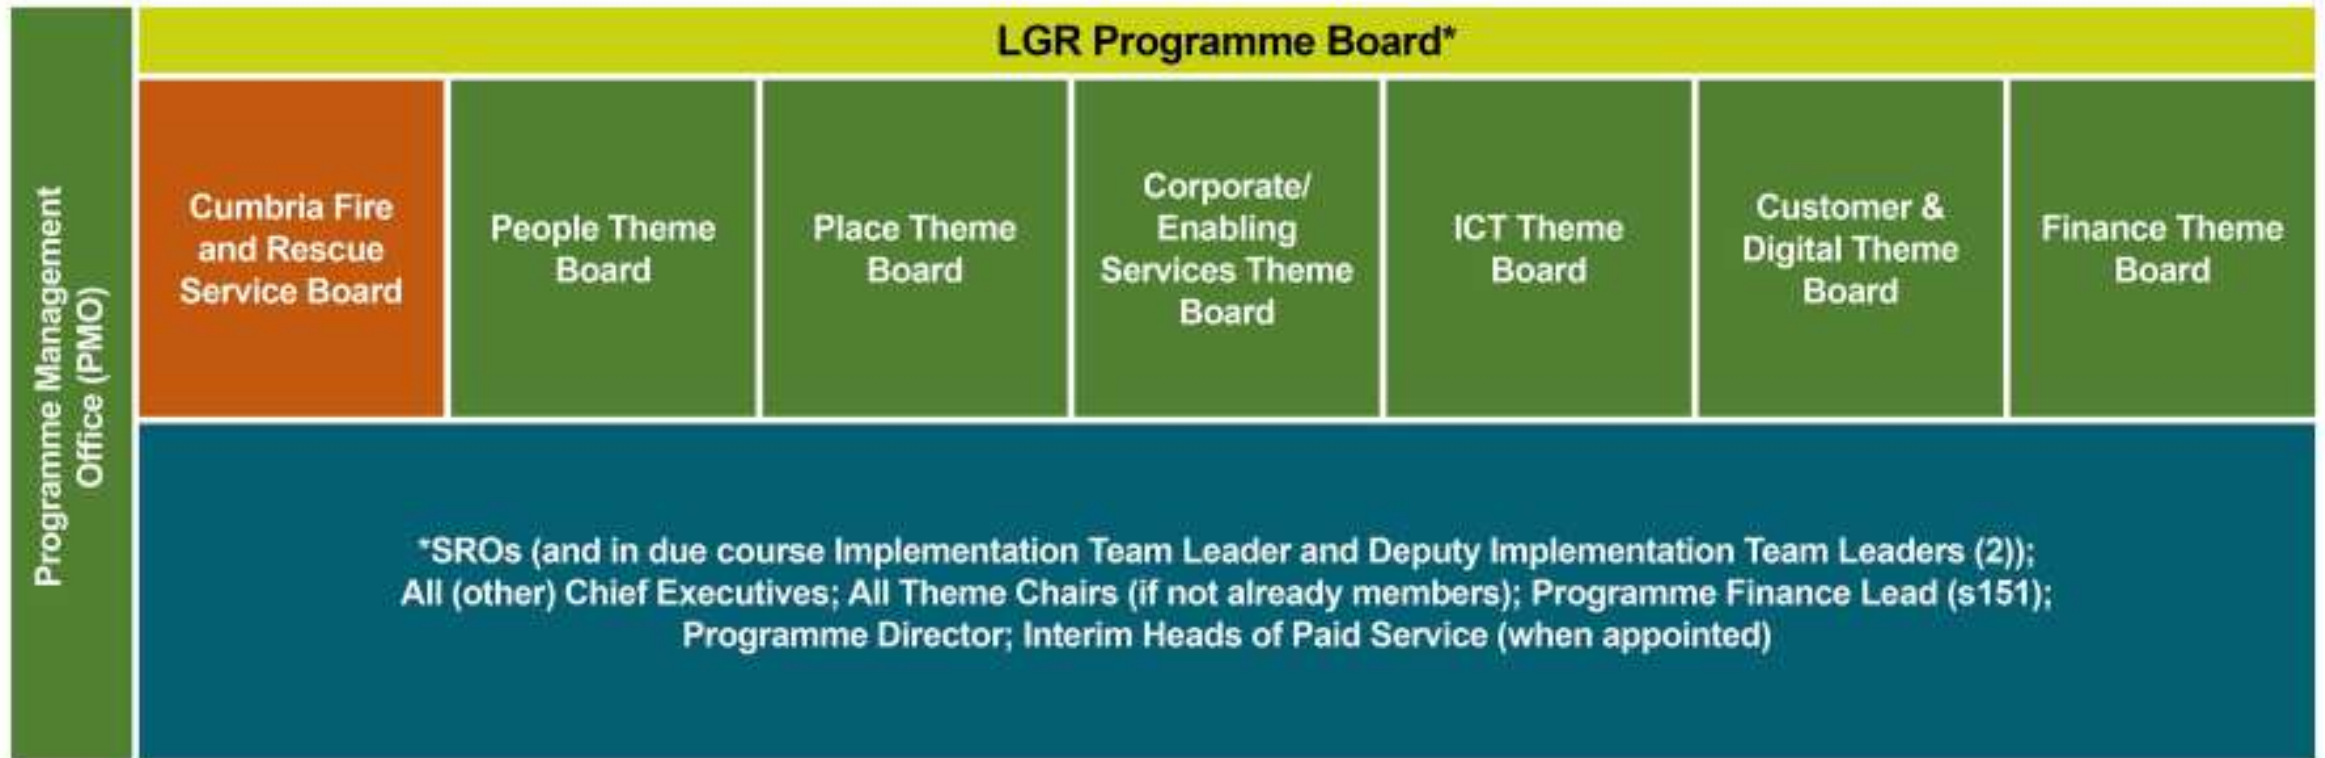 Programme Management
Office (PMO)
LGR Programme Board*
Cumbria Fire
and Rescue
Service Board
People Theme
Board
Place Theme
Board
Corporate/
Enabling
Services Theme
Board
ICT Theme
Board
Customer &
Digital Theme
Board
Finance Theme
Board
*SROs (and in due course Implementation Team Leader and Deputy Implementation Team Leaders (2));
All (other) Chief Executives; All Theme Chairs (if not already members); Programme Finance Lead (s151);
Programme Director; Interim Heads of Paid Service (when appointed)